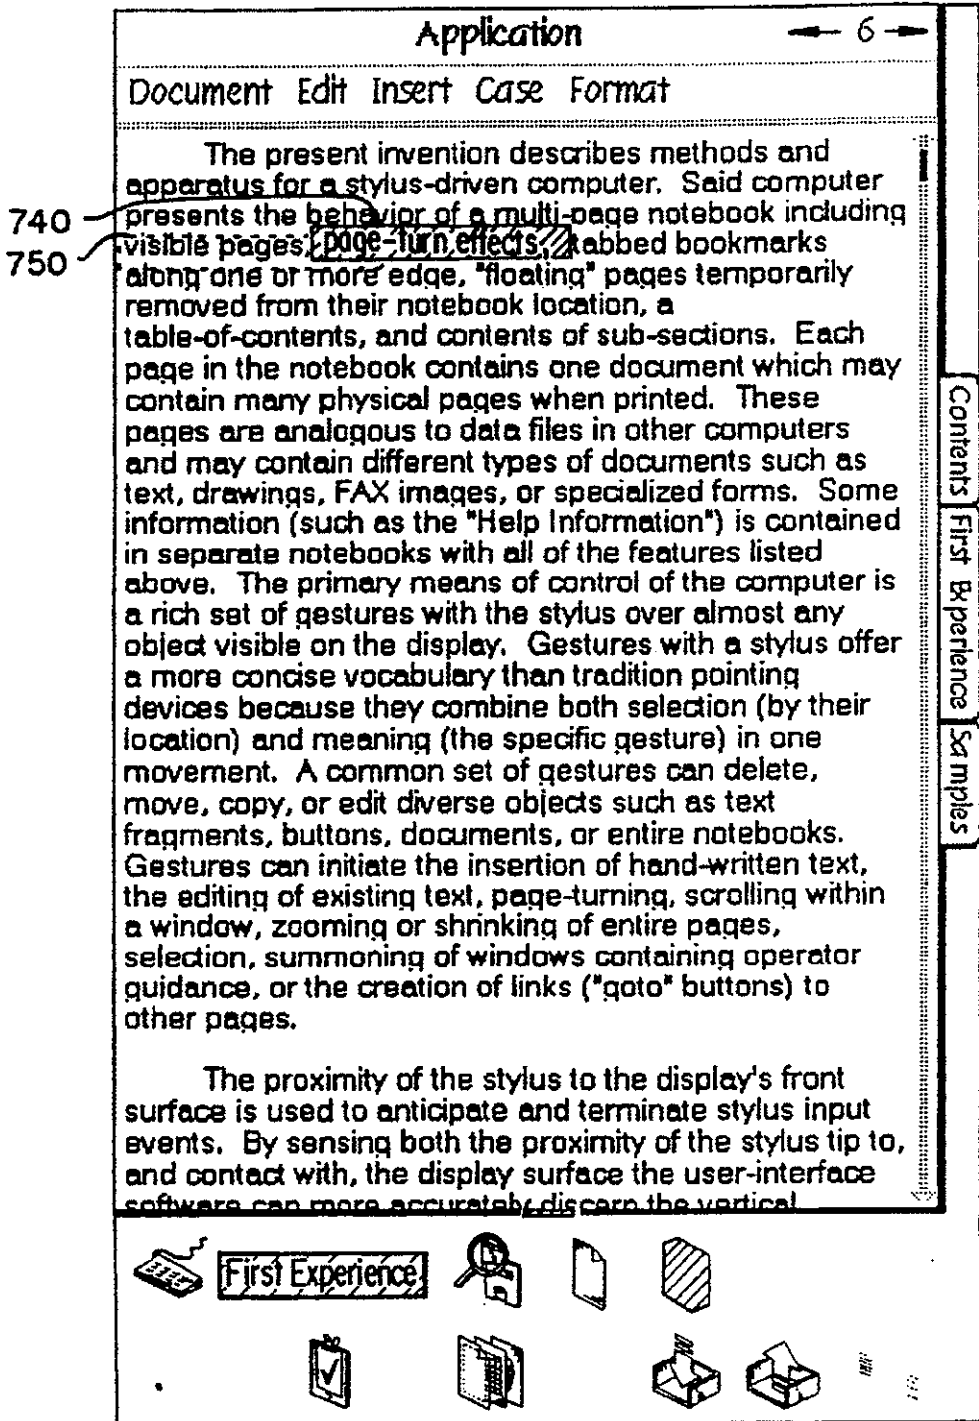 Application
6
Document Edit Insert Case Format
The present invention describes methods and
apparatus for a stylus-driven computer. Said computer
740
presents the behavior of a multi-page notebook including
750
visible pages, page-turn effects, tabbed bookmarks
along one or more edge, "floating" pages temporarily
removed from their notebook location, a
table-of-contents, and contents of sub-sections. Each
page in the notebook contains one document which may
contain many physical pages when printed. These
pages are analogous to data files in other computers
and may contain different types of documents such as
text, drawings, FAX images, or specialized forms. Some
information (such as the "Help Information") is contained
in separate notebooks with all of the features listed
above. The primary means of control of the computer is
a rich set of gestures with the stylus over almost any
object visible on the display. Gestures with a stylus offer
a more concise vocabulary than tradition pointing
devices because they combine both selection (by their
location) and meaning (the specific gesture) in one
movement. A common set of gestures can delete,
move, copy, or edit diverse objects such as text
fragments, buttons, documents, or entire notebooks.
Gestures can initiate the insertion of hand-written text,
the editing of existing text, page-turning, scrolling within
a window, zooming or shrinking of entire pages,
selection, summoning of windows containing operator
guidance, or the creation of links ("goto" buttons) to
other pages.
The proximity of the stylus to the display's front
surface is used to anticipate and terminate stylus input
events. By sensing both the proximity of the stylus tip to,
and contact with, the display surface the user-interface
software can more accurately discern the vertical
Contents
First Experience
Samples
First Experience